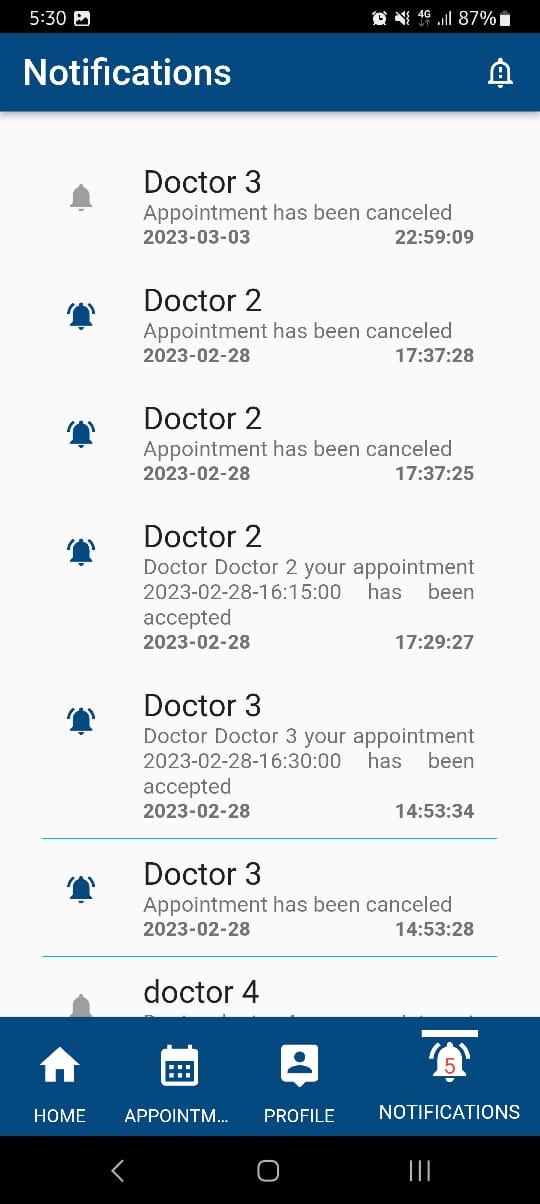 5:30 4G 87%
Notifications
Doctor 3
Appointment has been canceled
2023-03-03 22:59:09
Doctor 2
Appointment has been canceled
2023-02-28 17:37:28
Doctor 2
Appointment has been canceled
2023-02-28 17:37:25
Doctor 2
Doctor Doctor 2 your appointment
2023-02-28-16:15:00 has been
accepted
2023-02-28 17:29:27
Doctor 3
Doctor Doctor 3 your appointment
2023-02-28-16:30:00 has been
accepted
2023-02-28 14:53:34
Doctor 3
Appointment has been canceled
2023-02-28 14:53:28
doctor 4
5
HOME APPOINTM... PROFILE NOTIFICATIONS